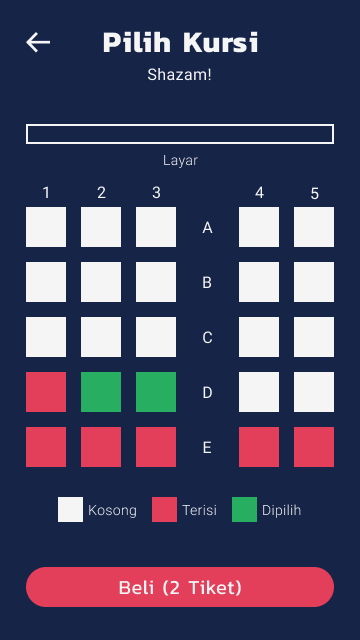 Pilih Kursi
Shazam!
Layar
1 2 3 4 5
A
B
C
D
E
Kosong Terisi Dipilih
Beli (2 Tiket)